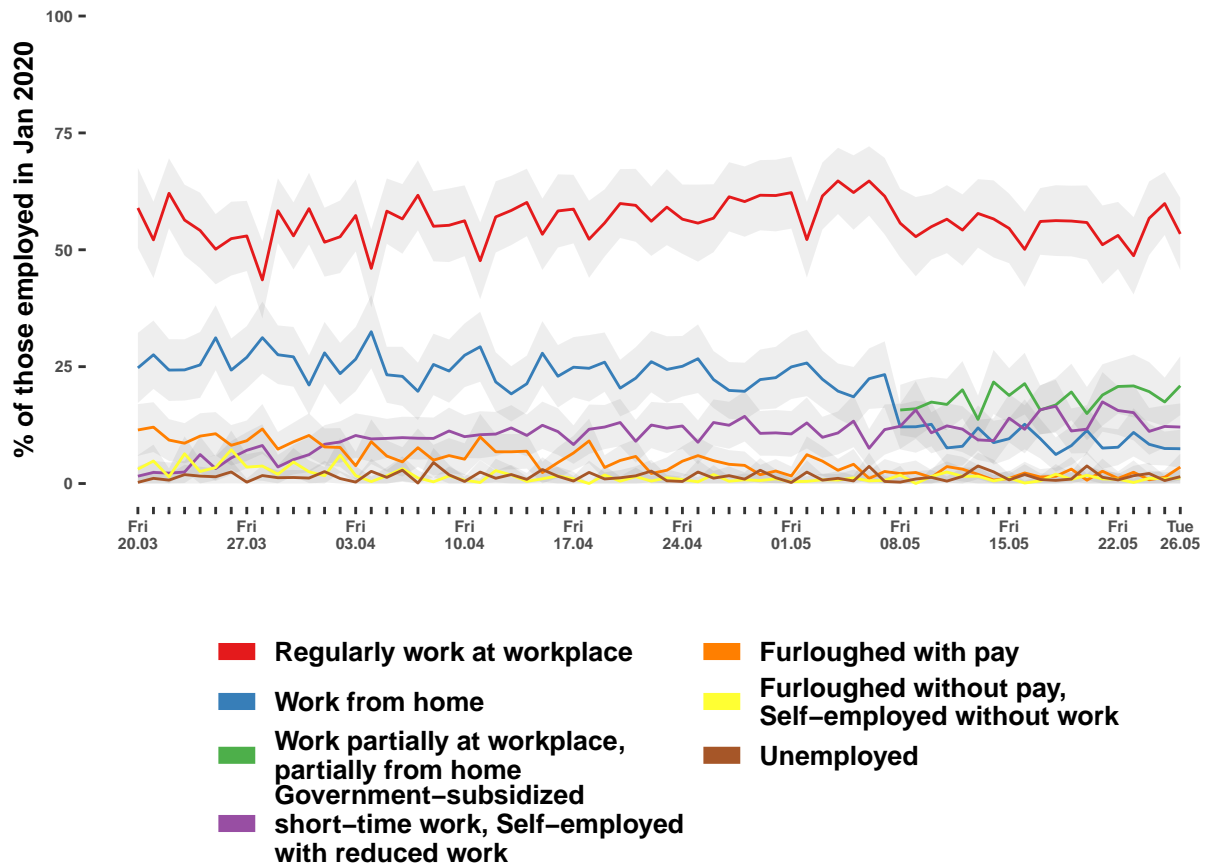 100
75
50
25
0
% of those employed in Jan 2020
Fri Fri Fri Fri Fri Fri Fri Fri Fri Fri Tue
20.03 27.03 03.04 10.04 17.04 24.04 01.05 08.05 15.05 22.05 26.05
Regularly work at workplace
Work from home
Work partially at workplace,
partially from home
Government−subsidized
short−time work, Self−employed
with reduced work
Furloughed with pay
Furloughed without pay,
Self−employed without work
Unemployed